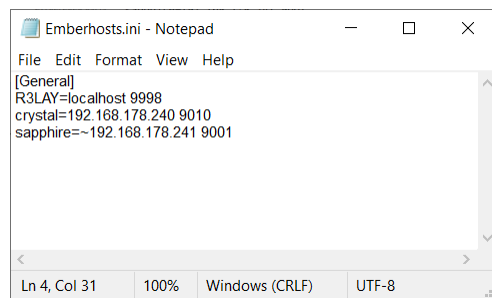 Emberhosts.ini - Notepad
File Edit Format View Help
[General]
R3LAY=localhost 9998
crystal=192.168.178.240 9010
sapphire=~192.168.178.241 9001
Ln 4, Col 31 100% Windows (CRLF) UTF-8